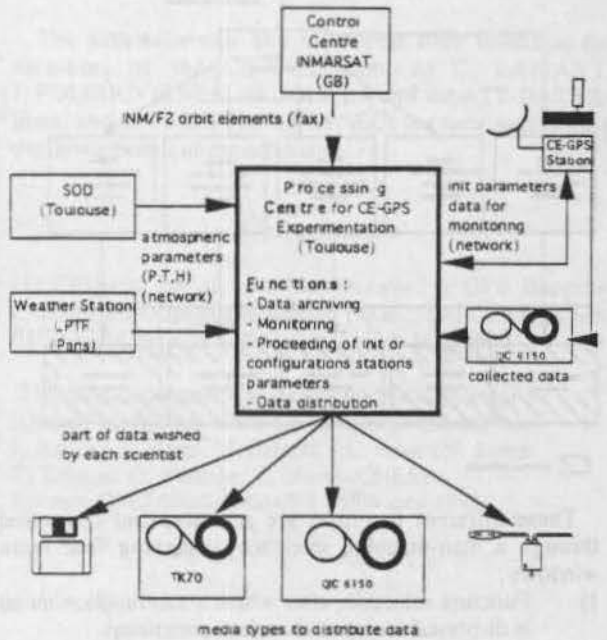 Control
Centre
INMARSAT
(GB)
INM/F2 orbit elements (fax)
CE-GPS
Station
SOD
(Toulouse)
Processing
Centre for CE-GPS
Experimentation
(Toulouse)
init parameters
data for
monitoring
(network)
atmospheric
parameters
(P,T,H)
(network)
Weather Station
LPTF
(Paris)
Functions :
- Data archiving
- Monitoring
- Proceeding of init or
configurations stations
parameters
- Data distribution
QIC 6150
collected data
part of data wished
by each scientist
TK70
QIC 6150
media types to distribute data